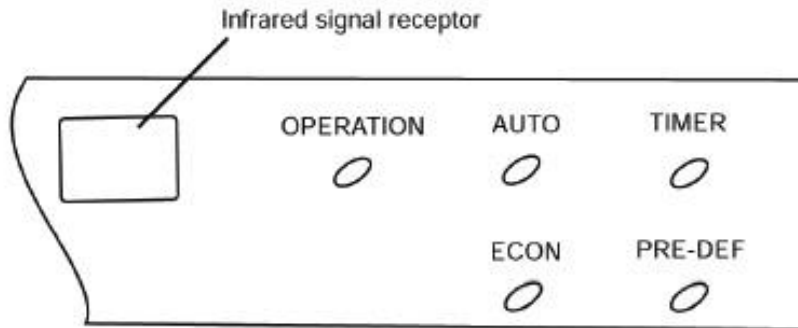 Infrared signal receptor
OPERATION AUTO TIMER
ECON PRE-DEF